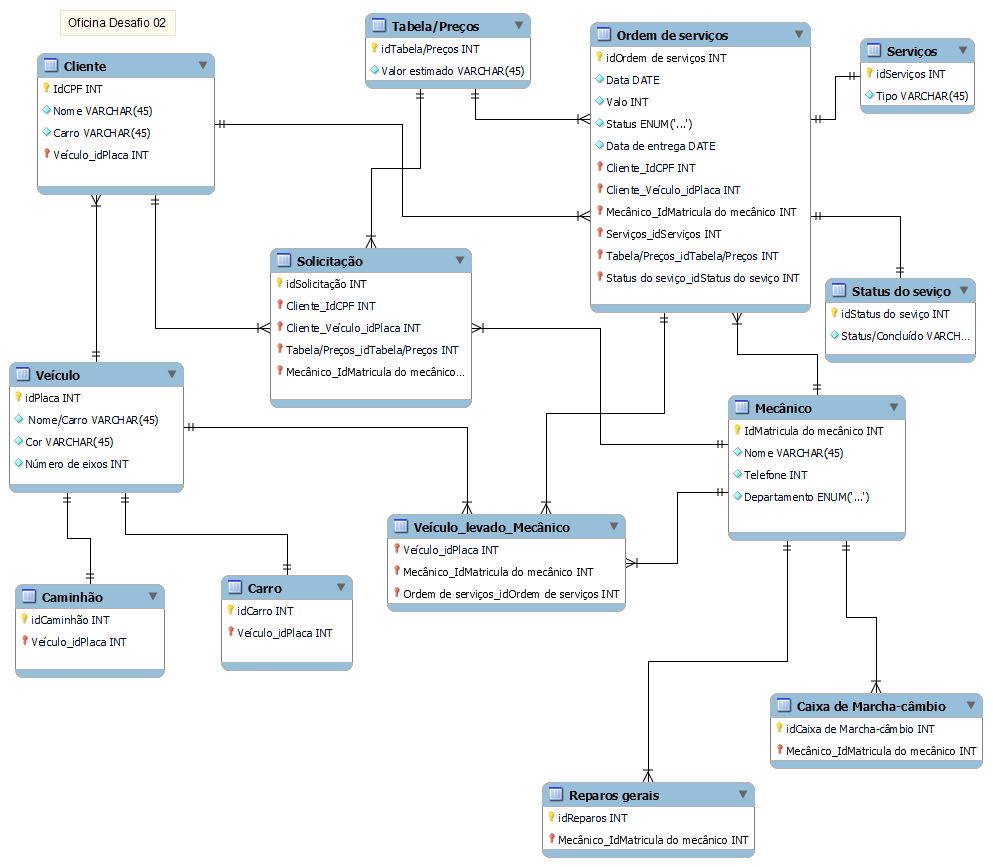 Oficina Desafio 02
Cliente
IdCPF INT
Nome VARCHAR(45)
Carro VARCHAR(45)
Veículo_idPlaca INT
Tabela/Preços
idTabela/Preços INT
Valor estimado VARCHAR(45)
Ordem de serviços
idOrdem de serviços INT
Data DATE
Valo INT
Status ENUM('...')
Data de entrega DATE
Cliente_IdCPF INT
Cliente_Veículo_idPlaca INT
Mecânico_IdMatricula do mecânico INT
Serviços_idServiços INT
Tabela/Preços_idTabela/Preços INT
Status do seviço_idStatus do seviço INT
Serviços
idServiços INT
Tipo VARCHAR(45)
Solicitação
idSolicitação INT
Cliente_IdCPF INT
Cliente_Veículo_idPlaca INT
Tabela/Preços_idTabela/Preços INT
Mecânico_IdMatricula do mecânico...
Status do seviço
idStatus do seviço INT
Status/Concluído VARCH...
Veículo
idPlaca INT
Nome/Carro VARCHAR(45)
Cor VARCHAR(45)
Número de eixos INT
Mecânico
IdMatricula do mecânico INT
Nome VARCHAR(45)
Telefone INT
Departamento ENUM('...')
Veículo_levado_Mecânico
Veículo_idPlaca INT
Mecânico_IdMatricula do mecânico INT
Ordem de serviços_idOrdem de serviços INT
Caminhão
idCaminhão INT
Veículo_idPlaca INT
Carro
idCarro INT
Veículo_idPlaca INT
Caixa de Marcha-câmbio
idCaixa de Marcha-câmbio INT
Mecânico_IdMatricula do mecânico INT
Reparos gerais
idReparos INT
Mecânico_IdMatricula do mecânico INT